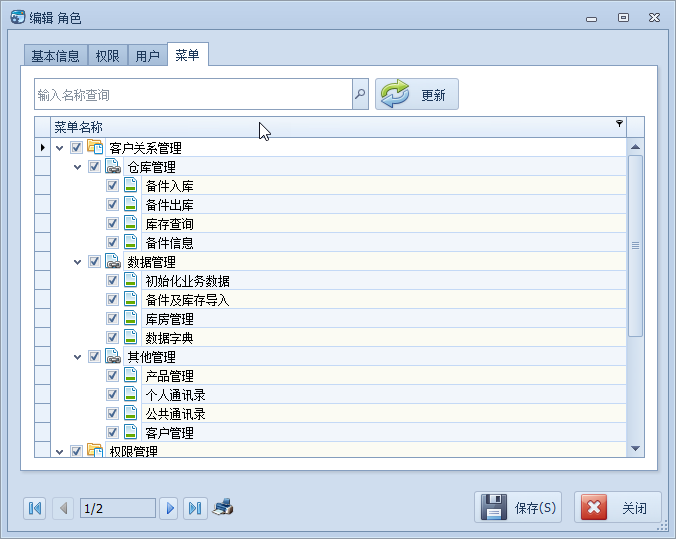 编辑 角色
基本信息 权限 用户 菜单
输入名称查询 更新
菜单名称
客户关系管理
仓库管理
备件入库
备件出库
库存查询
备件信息
数据管理
初始化业务数据
备件及库存导入
库房管理
数据字典
其他管理
产品管理
个人通讯录
公共通讯录
客户管理
权限管理
1/2 保存(S) 关闭